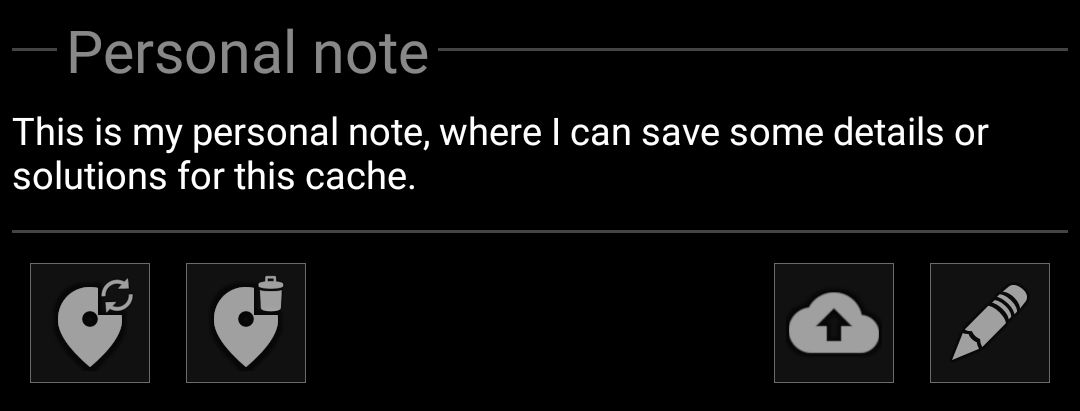 Personal note
This is my personal note, where I can save some details or
solutions for this cache.